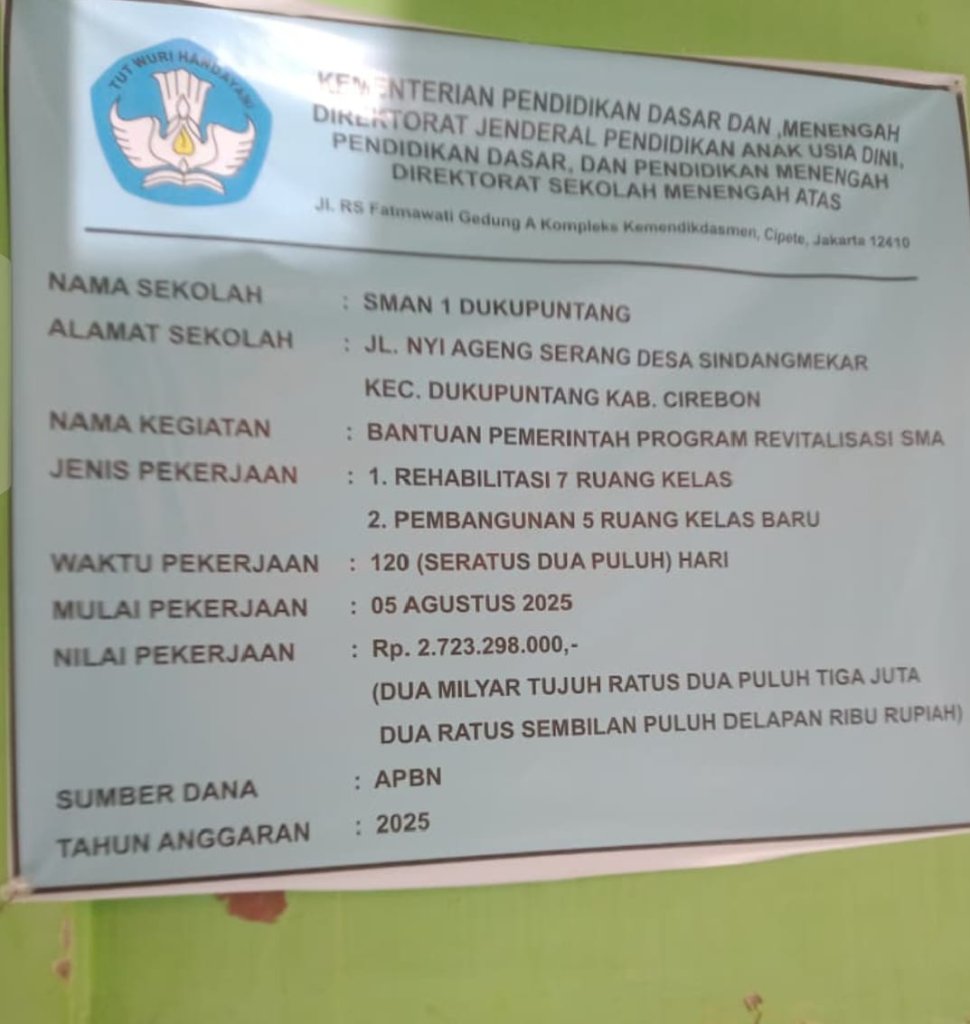 TUT WURI HANDAYANI
KEMENTERIAN PENDIDIKAN DASAR DAN ,MENENGAH
DIREKTORAT JENDERAL PENDIDIKAN ANAK USIA DINI,
PENDIDIKAN DASAR, DAN PENDIDIKAN MENENGAH
DIREKTORAT SEKOLAH MENENGAH ATAS
Jl. RS Fatmawati Gedung A Kompleks Kemendikdasmen, Cipete, Jakarta 12410
NAMA SEKOLAH : SMAN 1 DUKUPUNTANG
ALAMAT SEKOLAH : JL. NYI AGENG SERANG DESA SINDANGMEKAR
KEC. DUKUPUNTANG KAB. CIREBON
NAMA KEGIATAN : BANTUAN PEMERINTAH PROGRAM REVITALISASI SMA
JENIS PEKERJAAN : 1. REHABILITASI 7 RUANG KELAS
2. PEMBANGUNAN 5 RUANG KELAS BARU
WAKTU PEKERJAAN : 120 (SERATUS DUA PULUH) HARI
MULAI PEKERJAAN : 05 AGUSTUS 2025
NILAI PEKERJAAN : Rp. 2.723.298.000,-
(DUA MILYAR TUJUH RATUS DUA PULUH TIGA JUTA
DUA RATUS SEMBILAN PULUH DELAPAN RIBU RUPIAH)
SUMBER DANA : APBN
TAHUN ANGGARAN : 2025